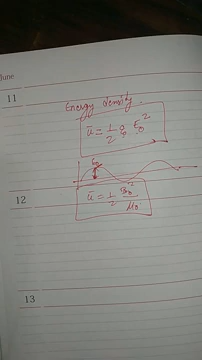 June
11
Energy density.
ū = 1/2 ε₀ E₀²
E₀
12
ū = 1/2 B₀²/μ₀
13